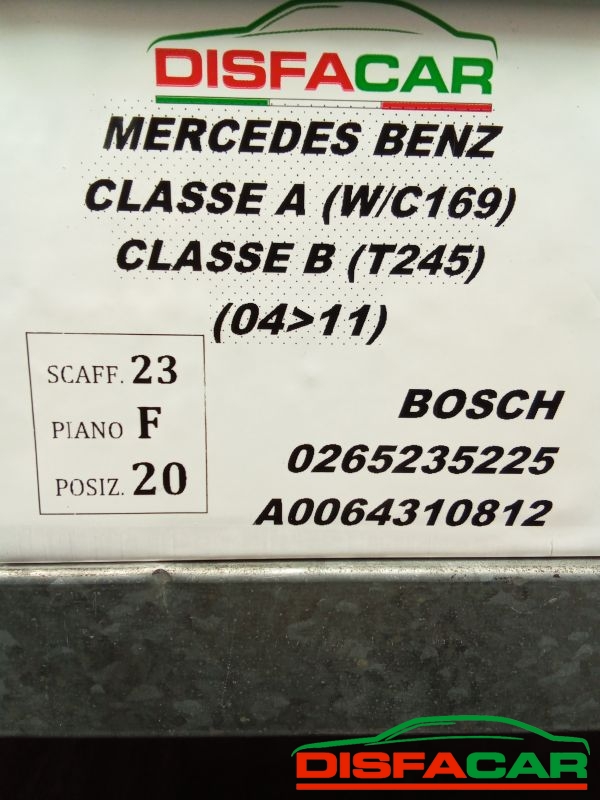 DISFACAR
MERCEDES BENZ
CLASSE A (W/C169)
CLASSE B (T245)
(04>11)
SCAFF. 23
PIANO F
POSIZ. 20
BOSCH
0265235225
A0064310812
DISFACAR